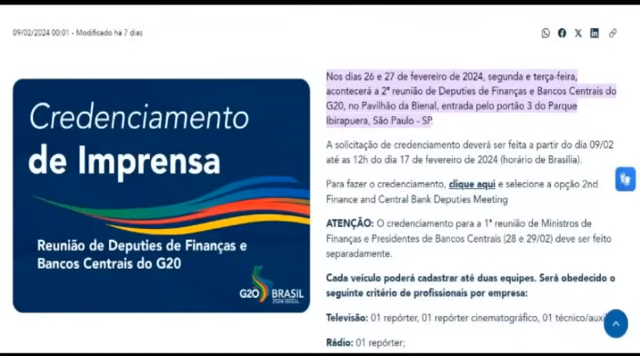 09/02/2024 00:01 - Modificado há 7 dias
Credenciamento
de Imprensa
Reunião de Deputies de Finanças e
Bancos Centrais do G20
G20 BRASIL
2024
Nos dias 26 e 27 de fevereiro de 2024, segunda e terça-feira,
acontecerá a 2ª reunião de Deputies de Finanças e Bancos Centrais do
G20, no Pavilhão da Bienal, entrada pelo portão 3 do Parque
Ibirapuera, São Paulo - SP.
A solicitação de credenciamento deverá ser feita a partir do dia 09/02
até as 12h do dia 17 de fevereiro de 2024 (horário de Brasília).
Para fazer o credenciamento, clique aqui e selecione a opção 2nd
Finance and Central Bank Deputies Meeting
ATENÇÃO: O credenciamento para a 1ª reunião de Ministros de
Finanças e Presidentes de Bancos Centrais (28 e 29/02) deve ser feito
separadamente.
Cada veículo poderá cadastrar até duas equipes. Será obedecido o
seguinte critério de profissionais por empresa:
Televisão: 01 repórter, 01 repórter cinematográfico, 01 técnico/auxi
Rádio: 01 repórter;